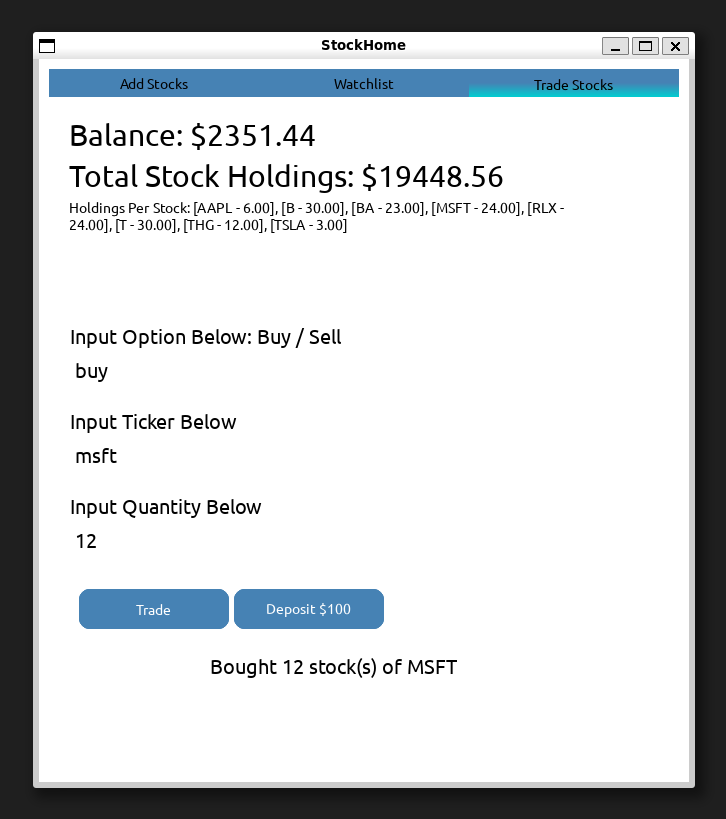 StockHome
Add Stocks Watchlist Trade Stocks
Balance: $2351.44
Total Stock Holdings: $19448.56
Holdings Per Stock: [AAPL - 6.00], [B - 30.00], [BA - 23.00], [MSFT - 24.00], [RLX -
24.00], [T - 30.00], [THG - 12.00], [TSLA - 3.00]
Input Option Below: Buy / Sell
buy
Input Ticker Below
msft
Input Quantity Below
12
Trade Deposit $100
Bought 12 stock(s) of MSFT